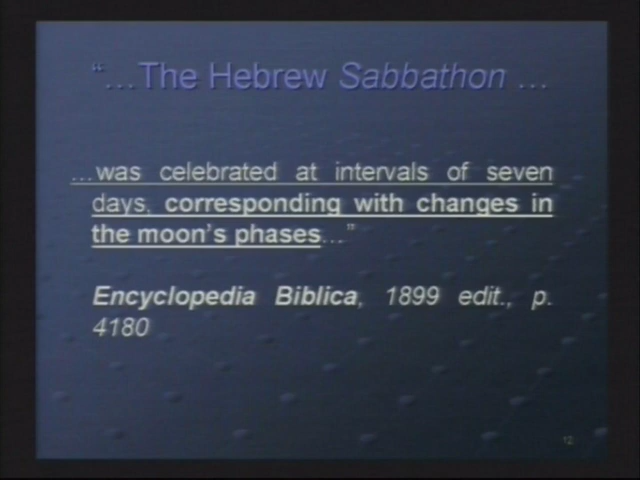 “…The Hebrew Sabbathon …
…was celebrated at intervals of seven
days, corresponding with changes in
the moon’s phases…”
Encyclopedia Biblica, 1899 edit., p.
4180
12